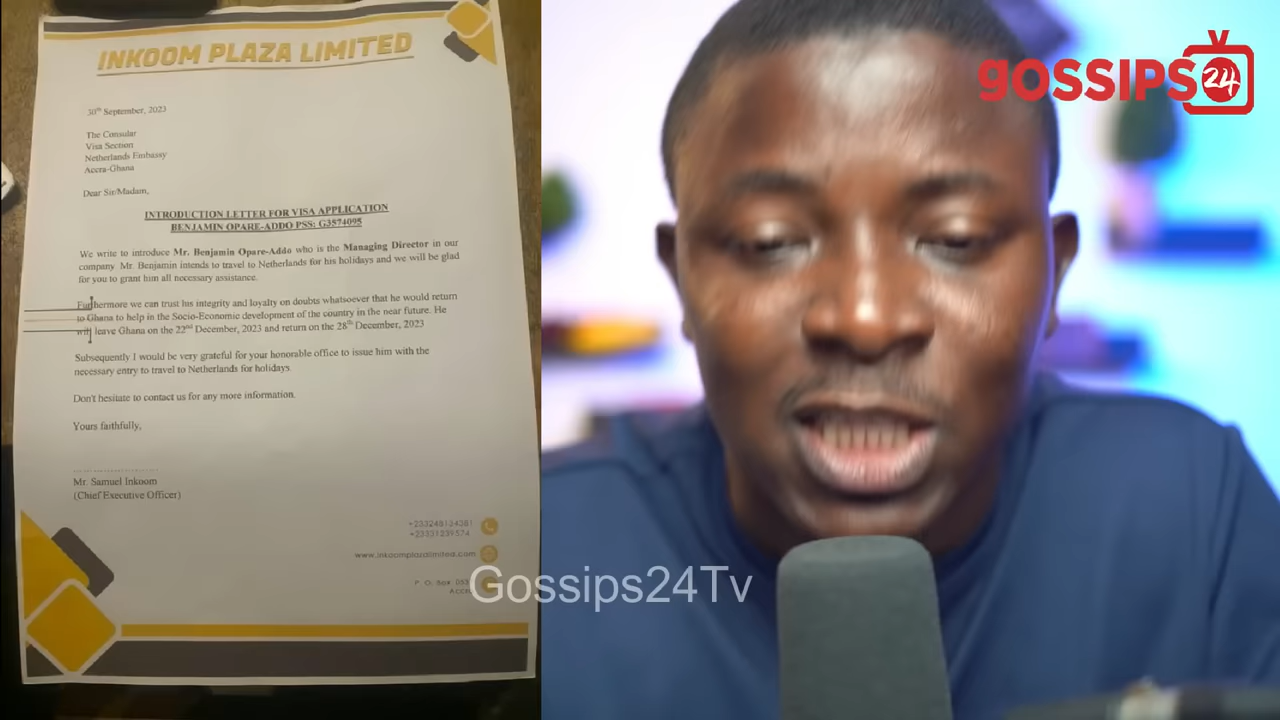 INKOOM PLAZA LIMITED
30th September, 2023
The Consular
Visa Section
Netherlands Embassy
Accra-Ghana
Dear Sir/Madam,
INTRODUCTION LETTER FOR VISA APPLICATION
BENJAMIN OPARE-ADDO PSS: G3574095
We write to introduce Mr. Benjamin Opare-Addo who is the Managing Director in our
company Mr. Benjamin intends to travel to Netherlands for his holidays and we will be glad
for you to grant him all necessary assistance.
Furthermore we can trust his integrity and loyalty on doubts whatsoever that he would return
to Ghana to help in the Socio-Economic development of the country in the near future. He
will leave Ghana on the 22nd December, 2023 and return on the 28th December, 2023
Subsequently I would be very grateful for your honorable office to issue him with the
necessary entry to travel to Netherlands for holidays.
Don't hesitate to contact us for any more information.
Yours faithfully,
Mr. Samuel Inkoom
(Chief Executive Officer)
www.inkoomplazalimited.com
P. O. Box
Accra
gOSSIPS 24
Gossips24Tv